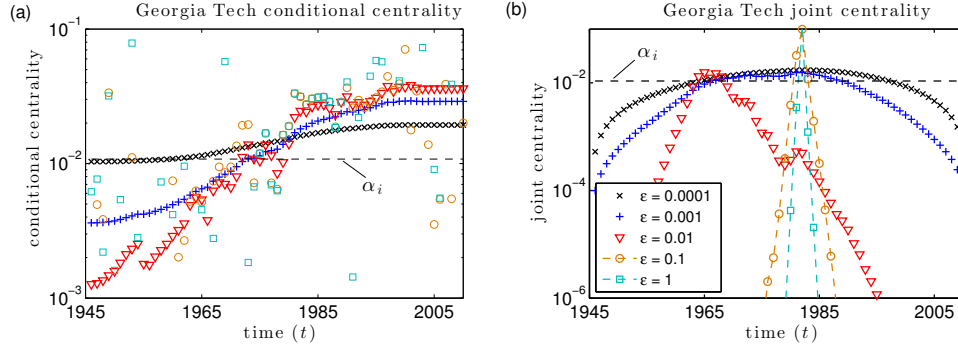 (a) Georgia Tech conditional centrality
10⁻¹
10⁻²
10⁻³
conditional centrality
αᵢ
1945 1965 1985 2005
time (t)
(b) Georgia Tech joint centrality
10⁻²
10⁻⁴
10⁻⁶
joint centrality
αᵢ
ε = 0.0001
ε = 0.001
ε = 0.01
ε = 0.1
ε = 1
1945 1965 1985 2005
time (t)